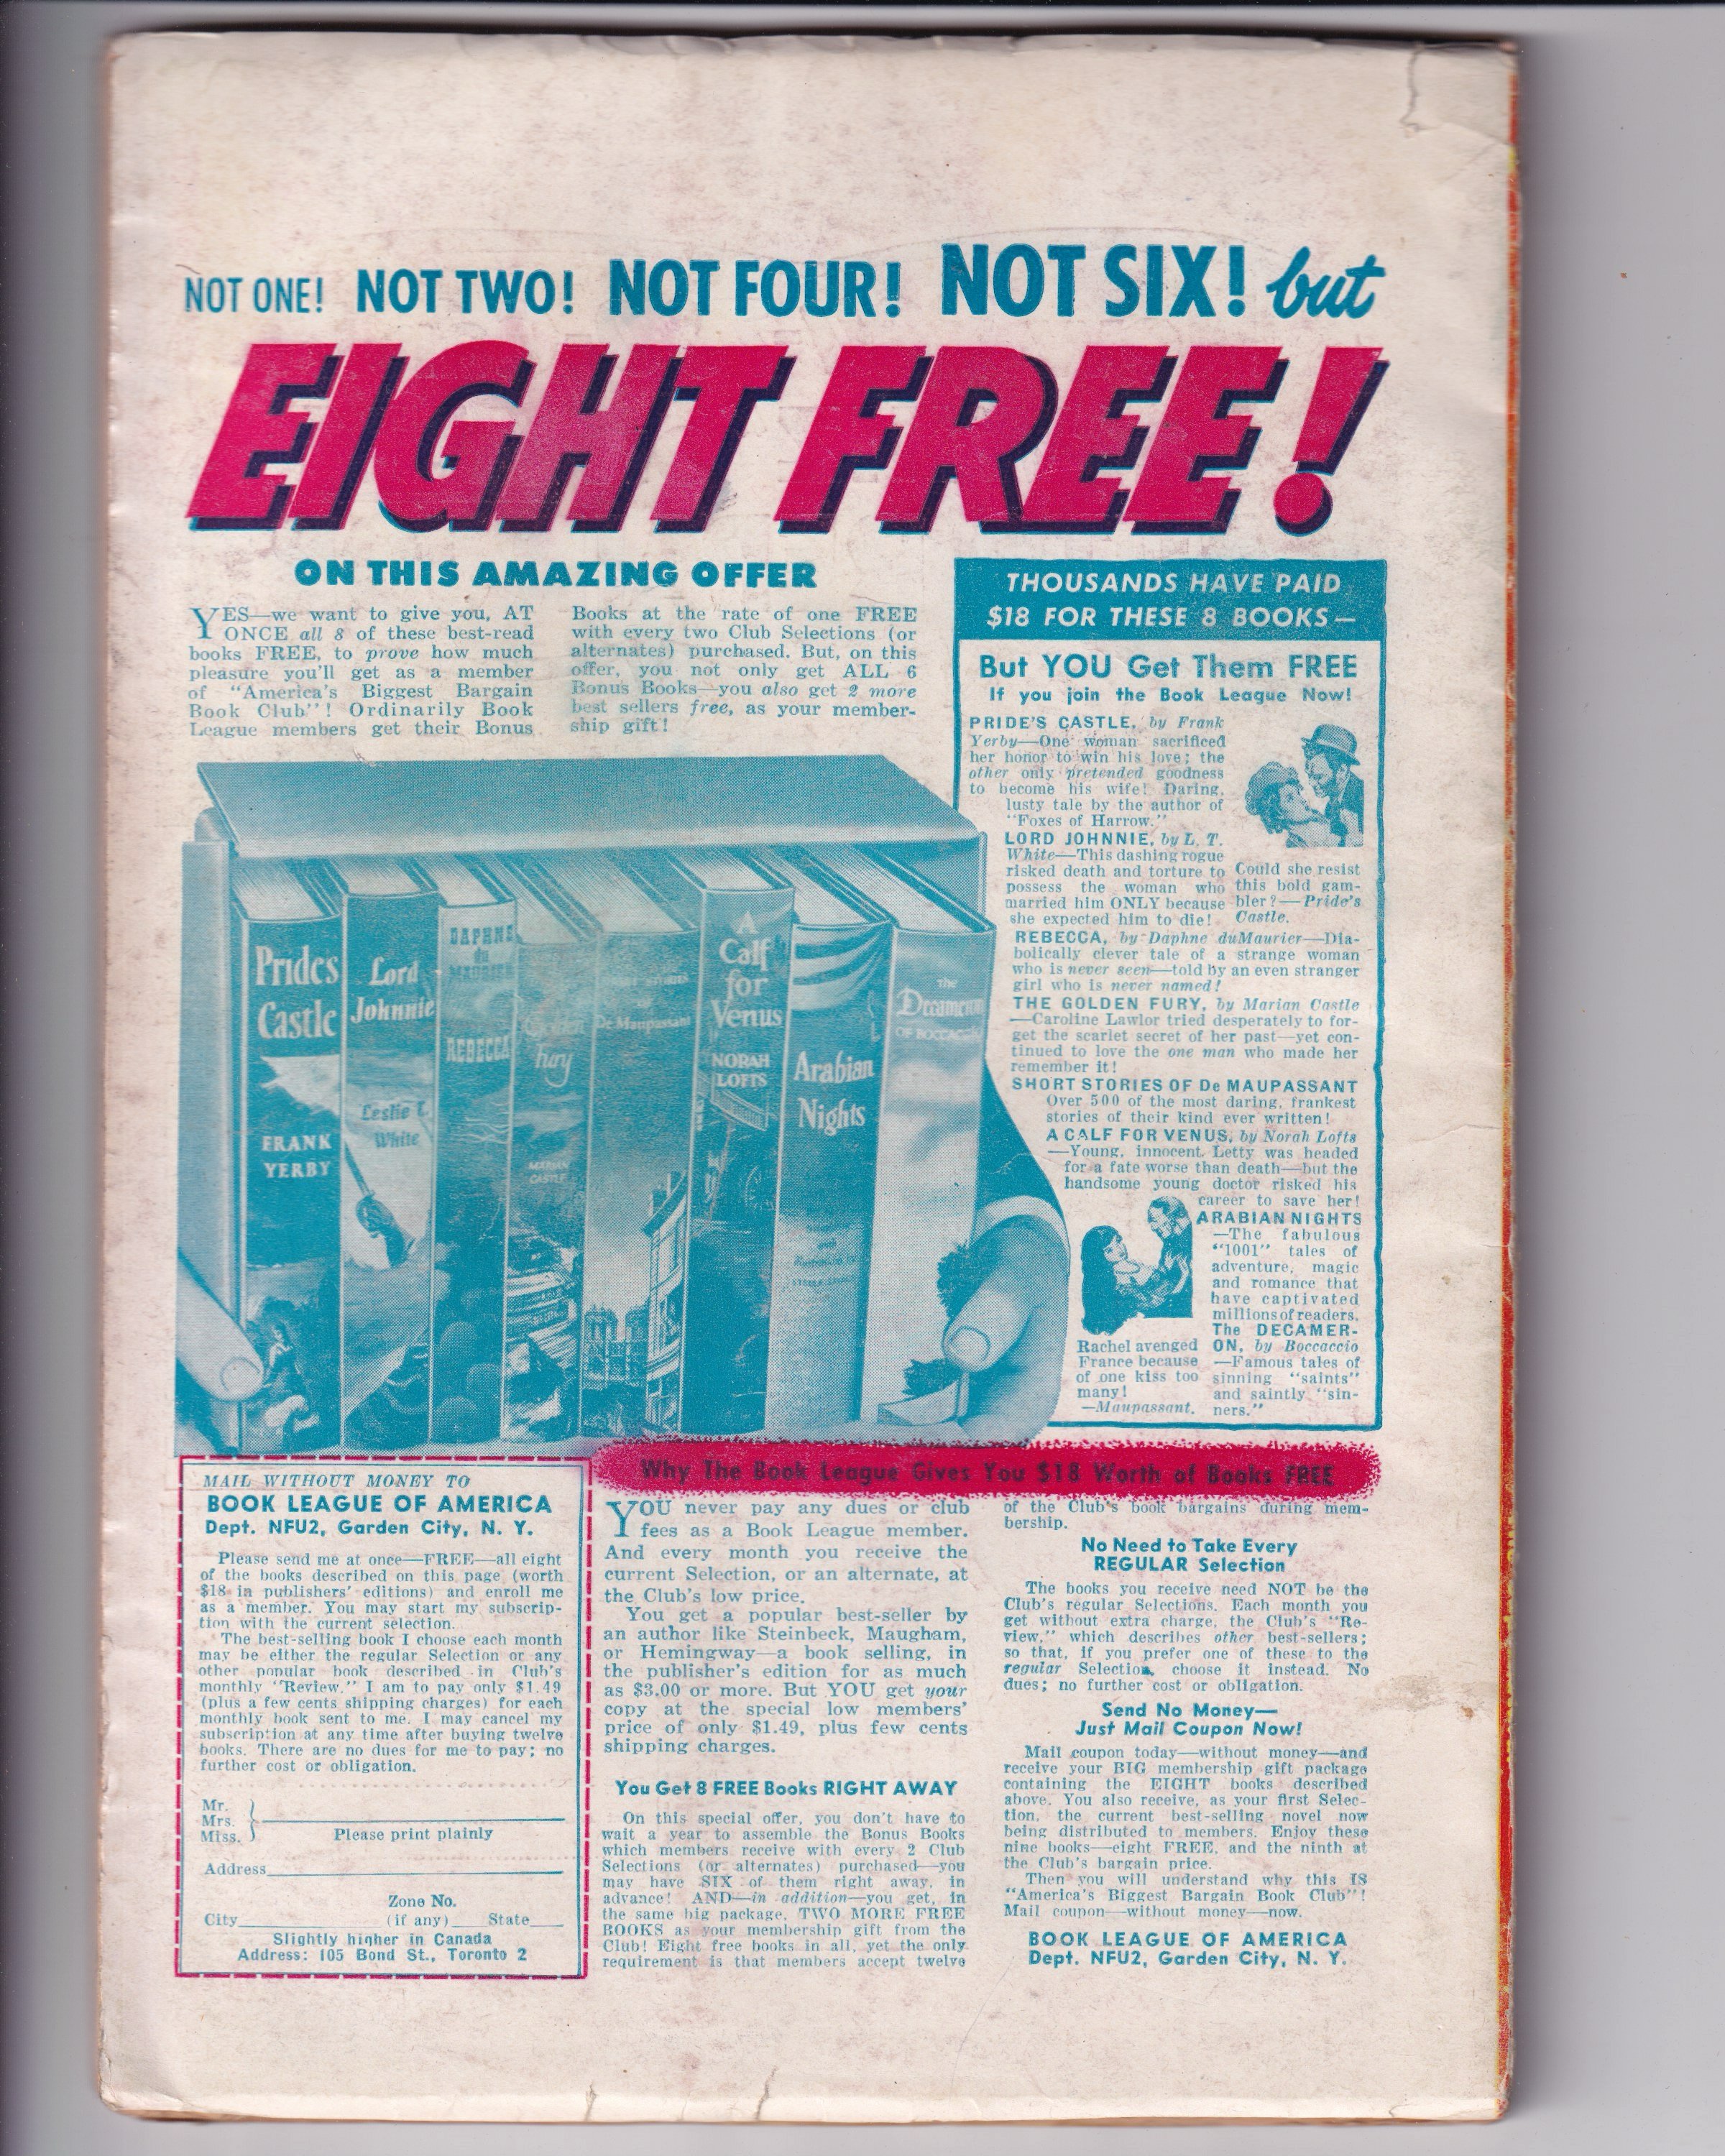 NOT ONE! NOT TWO! NOT FOUR! NOT SIX! but
EIGHT FREE!
ON THIS AMAZING OFFER
YES—we want to give you, AT
ONCE all 8 of these best-read
books FREE, to prove how much
pleasure you'll get as a member
of "America's Biggest Bargain
Book Club"! Ordinarily Book
League members get their Bonus
Books at the rate of one FREE
with every two Club Selections (or
alternates) purchased. But, on this
offer, you not only get ALL 6
Bonus Books—you also get 2 more
best sellers free, as your member-
ship gift!
Prides
Castle
FRANK
YERBY
Lord
Johnnie
Leslie T.
White
DAPHNE
du
MAURIER
REBECCA
Golden
Fury
MARIAN
CASTLE
De Maupassant
A
Calf
for
Venus
NORAH
LOFTS
Arabian
Nights
The
Decameron
OF BOCCACCIO
THOUSANDS HAVE PAID
$18 FOR THESE 8 BOOKS—
But YOU Get Them FREE
If you join the Book League Now!
PRIDE'S CASTLE, by Frank
Yerby—One woman sacrificed
her honor to win his love; the
other only pretended goodness
to become his wife! Daring,
lusty tale by the author of
"Foxes of Harrow."
LORD JOHNNIE, by L. T.
White—This dashing rogue
risked death and torture to
possess the woman who
married him ONLY because
she expected him to die!
Could she resist
this bold gam-
bler?—Pride's
Castle.
REBECCA, by Daphne duMaurier—Dia-
bolically clever tale of a strange woman
who is never seen—told by an even stranger
girl who is never named!
THE GOLDEN FURY, by Marian Castle
—Caroline Lawlor tried desperately to for-
get the scarlet secret of her past—yet con-
tinued to love the one man who made her
remember it!
SHORT STORIES OF De MAUPASSANT
Over 500 of the most daring, frankest
stories of their kind ever written!
A CALF FOR VENUS, by Norah Lofts
—Young, innocent Letty was headed
for a fate worse than death—but the
handsome young doctor risked his
career to save her!
ARABIAN NIGHTS
—The fabulous
"1001" tales of
adventure, magic
and romance that
have captivated
millions of readers.
The DECAMER-
ON, by Boccaccio
—Famous tales of
sinning "saints"
and saintly "sin-
ners."
Rachel avenged
France because
of one kiss too
many!
—Maupassant.
MAIL WITHOUT MONEY TO
BOOK LEAGUE OF AMERICA
Dept. NFU2, Garden City, N. Y.
Please send me at once—FREE—all eight
of the books described on this page (worth
$18 in publishers' editions) and enroll me
as a member. You may start my subscrip-
tion with the current selection.
The best-selling book I choose each month
may be either the regular Selection or any
other popular book described in Club's
monthly "Review." I am to pay only $1.49
(plus a few cents shipping charges) for each
monthly book sent to me. I may cancel my
subscription at any time after buying twelve
books. There are no dues for me to pay; no
further cost or obligation.
Mr.
Mrs.
Miss.
Please print plainly
Address
Zone No.
City (if any) State
Slightly higher in Canada
Address: 105 Bond St., Toronto 2
Why The Book League Gives You $18 Worth of Books FREE
YOU never pay any dues or club
fees as a Book League member.
And every month you receive the
current Selection, or an alternate, at
the Club's low price.
You get a popular best-seller by
an author like Steinbeck, Maugham,
or Hemingway—a book selling, in
the publisher's edition for as much
as $3.00 or more. But YOU get your
copy at the special low members'
price of only $1.49, plus few cents
shipping charges.
You Get 8 FREE Books RIGHT AWAY
On this special offer, you don't have to
wait a year to assemble the Bonus Books
which members receive with every 2 Club
Selections (or alternates) purchased—you
may have SIX of them right away, in
advance! AND—in addition—you get, in
the same big package, TWO MORE FREE
BOOKS as your membership gift from the
Club! Eight free books in all, yet the only
requirement is that members accept twelve
of the Club's book bargains during mem-
bership.
No Need to Take Every
REGULAR Selection
The books you receive need NOT be the
Club's regular Selections. Each month you
get without extra charge, the Club's "Re-
view," which describes other best-sellers;
so that, if you prefer one of these to the
regular Selection, choose it instead. No
dues; no further cost or obligation.
Send No Money—
Just Mail Coupon Now!
Mail coupon today—without money—and
receive your BIG membership gift package
containing the EIGHT books described
above. You also receive, as your first Selec-
tion, the current best-selling novel now
being distributed to members. Enjoy these
nine books—eight FREE, and the ninth at
the Club's bargain price.
Then you will understand why this IS
"America's Biggest Bargain Book Club"!
Mail coupon—without money—now.
BOOK LEAGUE OF AMERICA
Dept. NFU2, Garden City, N. Y.